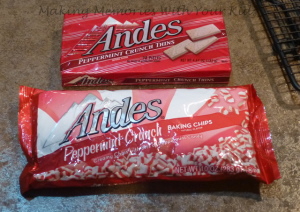 Making Memories With Your Kids
Andes
PEPPERMINT CRUNCH THINS
Andes
Peppermint Crunch
BAKING CHIPS